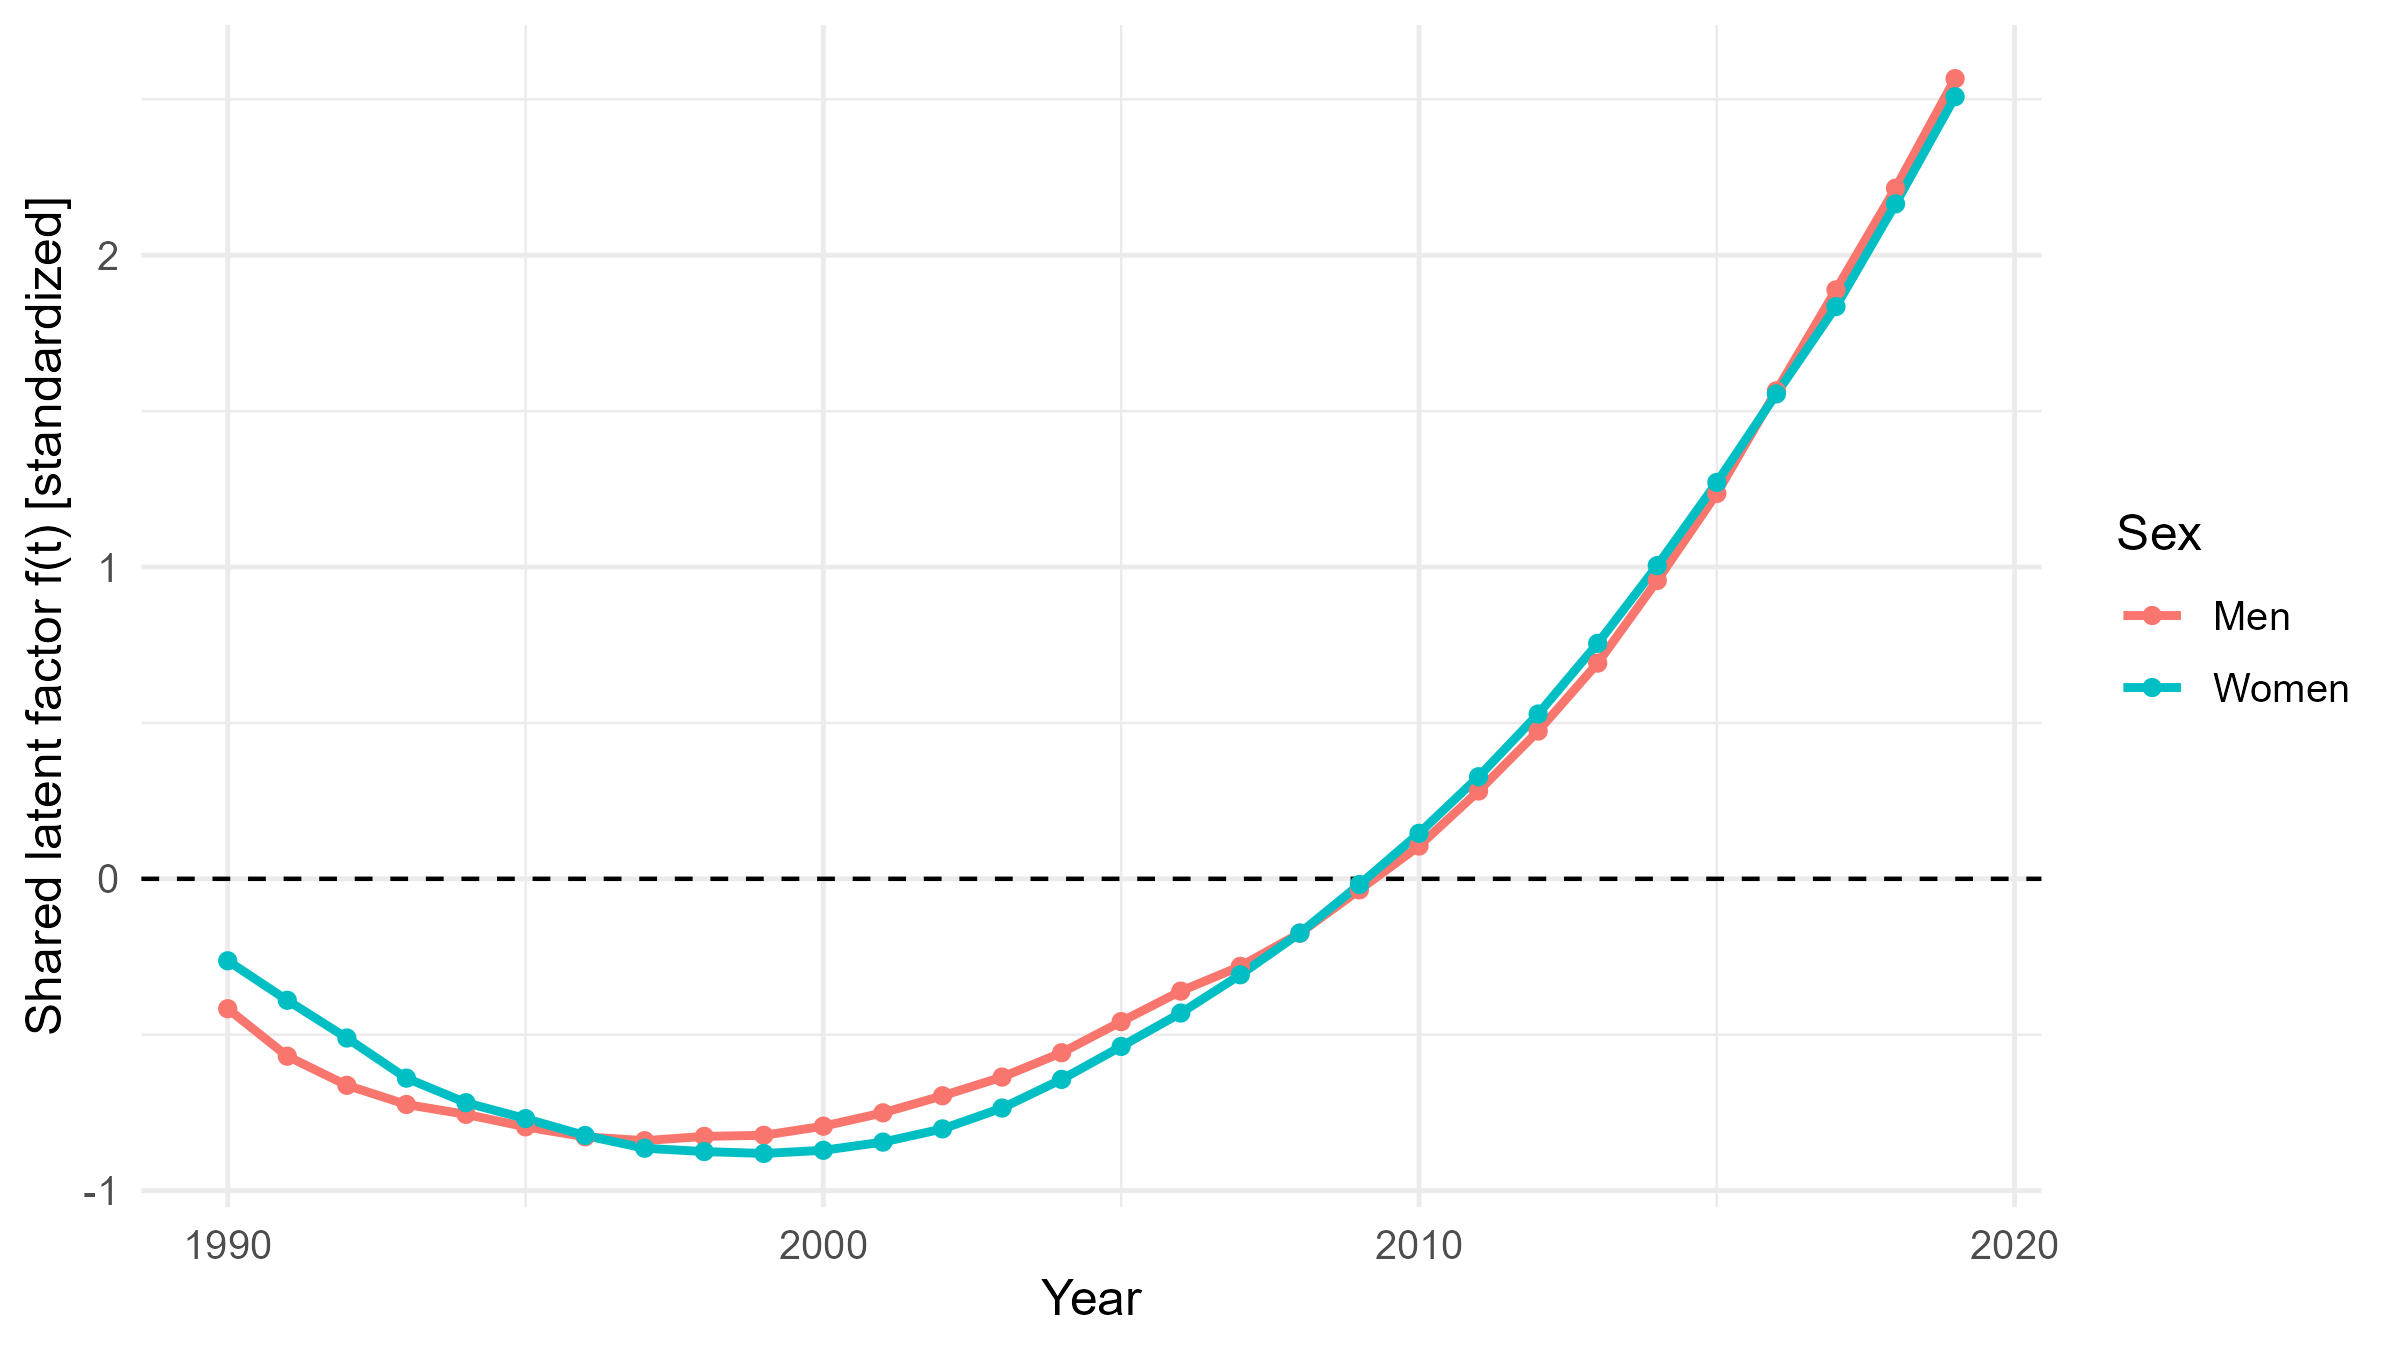 Shared latent factor f(t) [standardized]
2
1
0
-1
1990
2000
2010
2020
Year
Sex
Men
Women